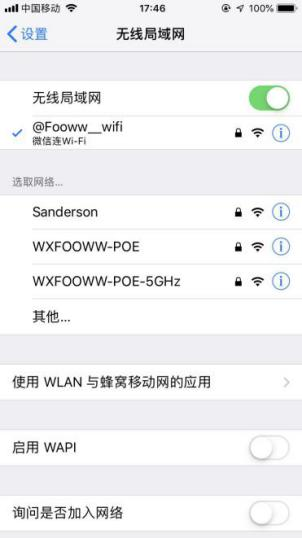 中国移动 17:46 100%
设置 无线局域网
无线局域网
@Fooww__wifi
微信连Wi-Fi
选取网络...
Sanderson
WXFOOWW-POE
WXFOOWW-POE-5GHz
其他...
使用 WLAN 与蜂窝移动网的应用
启用 WAPI
询问是否加入网络